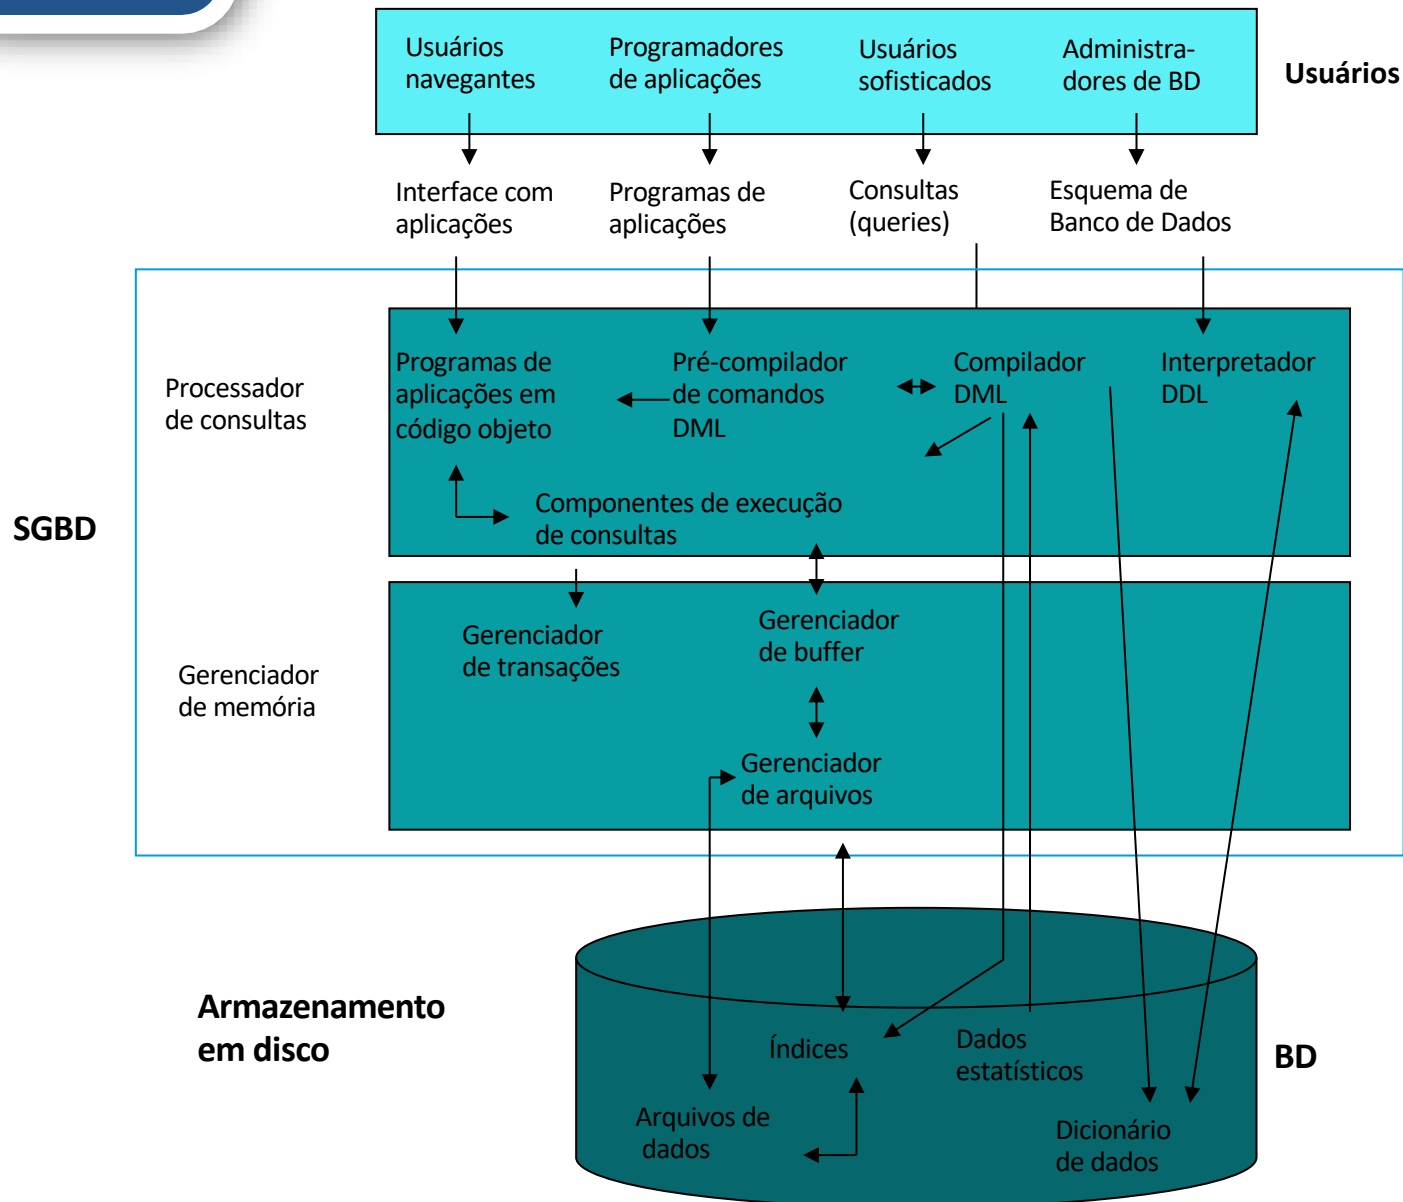 Usuários
navegantes
Programadores
de aplicações
Usuários
sofisticados
Administra-
dores de BD
Usuários
Interface com
aplicações
Programas de
aplicações
Consultas
(queries)
Esquema de
Banco de Dados
Processador
de consultas
Programas de
aplicações em
código objeto
Pré-compilador
de comandos
DML
Compilador
DML
Interpretador
DDL
Componentes de execução
de consultas
SGBD
Gerenciador
de memória
Gerenciador
de transações
Gerenciador
de buffer
Gerenciador
de arquivos
Armazenamento
em disco
Índices
Dados
estatísticos
BD
Arquivos de
dados
Dicionário
de dados